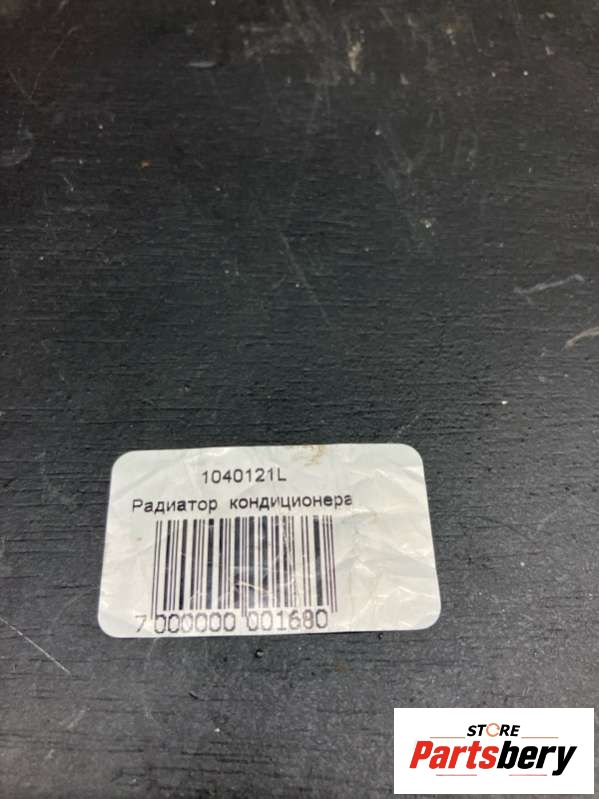 1040121L
Радиатор кондиционера
7 000000 001680
STORE
Partsbery